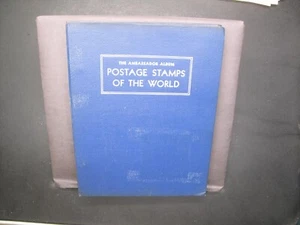 THE AMBASSADOR ALBUM
POSTAGE STAMPS
OF THE WORLD